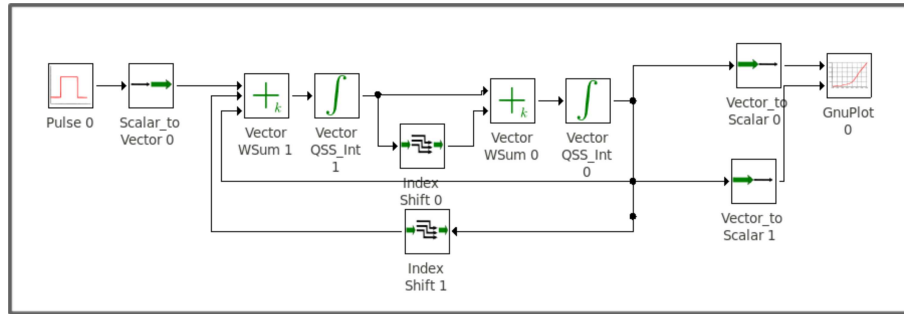 Pulse 0
Scalar_to
Vector 0
+k
Vector
WSum 1
∫
Vector
QSS_Int
1
Index
Shift 0
+k
Vector
WSum 0
∫
Vector
QSS_Int
0
Vector_to
Scalar 0
GnuPlot
0
Vector_to
Scalar 1
Index
Shift 1